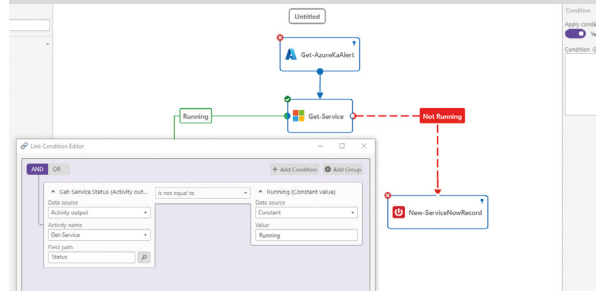 Untitled
Condition
Apply condi
Ye
Get-AzureKaAlert
Condition
Running
Get-Service
Not Running
Link Condition Editor
AND OR
+ Add Condition Add Group
Get-Service.Status (Activity out... is not equal to Running (Constant value)
Data source Data source
Activity output Constant
Activity name Value
Get-Service Running
Field path
Status
New-ServiceNowRecord